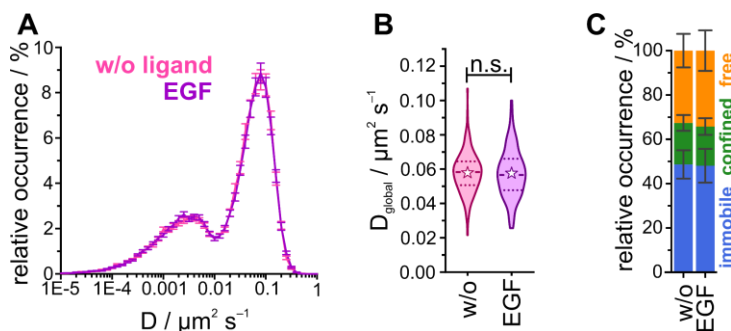 A
w/o ligand
EGF
relative occurrence / %
10
8
6
4
2
0
1E-5
1E-4
0.001
0.01
0.1
1
D / μm² s⁻¹
B
n.s.
D_global / μm² s⁻¹
0.12
0.10
0.08
0.06
0.04
0.02
0.00
w/o
EGF
C
relative occurrence / %
100
80
60
40
20
0
w/o
EGF
immobile confined free